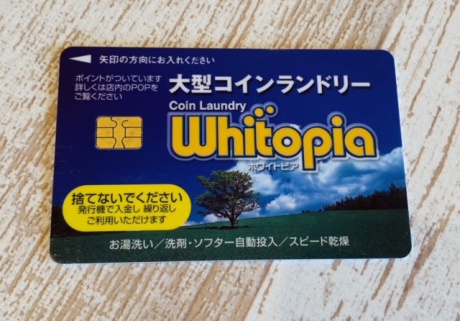 矢印の方向にお入れください
ポイントがついています
詳しくは店内のPOPを
ご覧ください
大型コインランドリー
Coin Laundry
Whitopia
ホワイトピア
捨てないでください
発行機で入金し 繰り返し
ご利用いただけます
お湯洗い／洗剤・ソフター自動投入／スピード乾燥